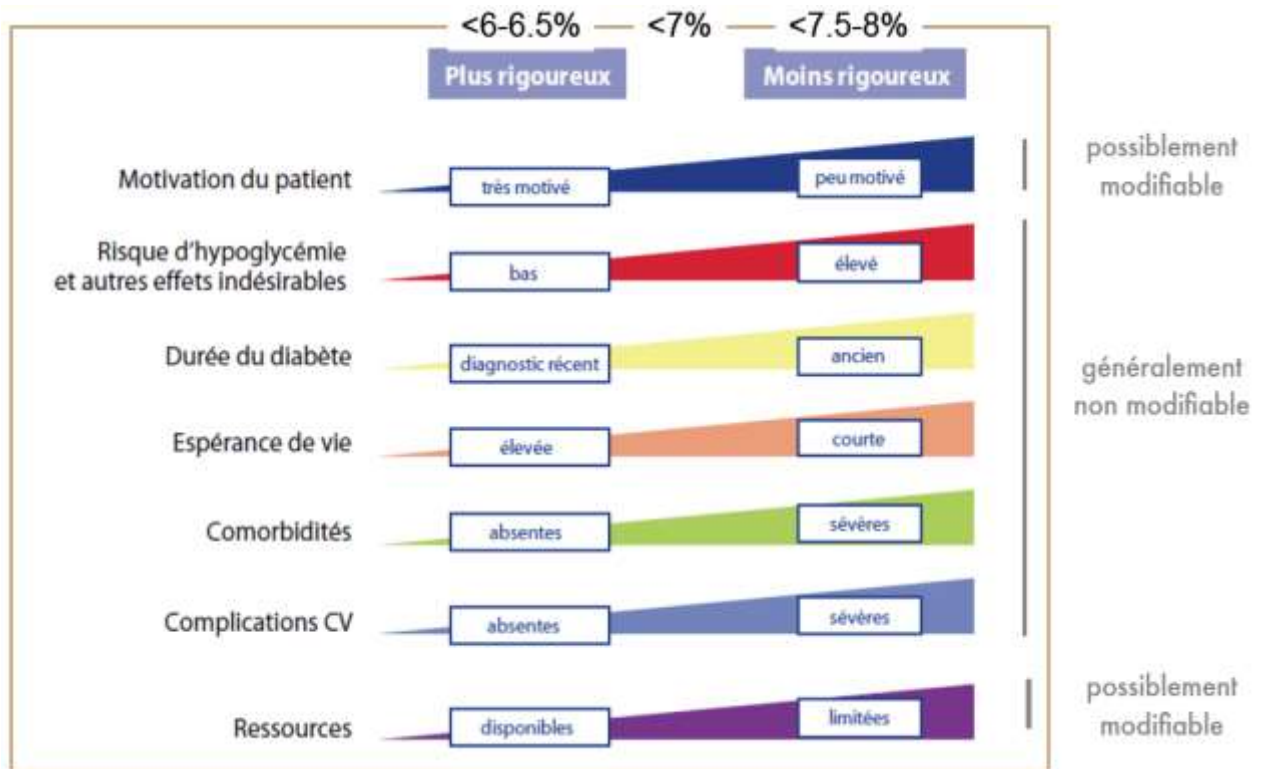 <6-6.5% — <7% — <7.5-8%
Plus rigoureux
Moins rigoureux
Motivation du patient
très motivé
peu motivé
possiblement
modifiable
Risque d'hypoglycémie
et autres effets indésirables
bas
élevé
Durée du diabète
diagnostic récent
ancien
généralement
non modifiable
Espérance de vie
élevée
courte
Comorbidités
absentes
sévères
Complications CV
absentes
sévères
Ressources
disponibles
limitées
possiblement
modifiable